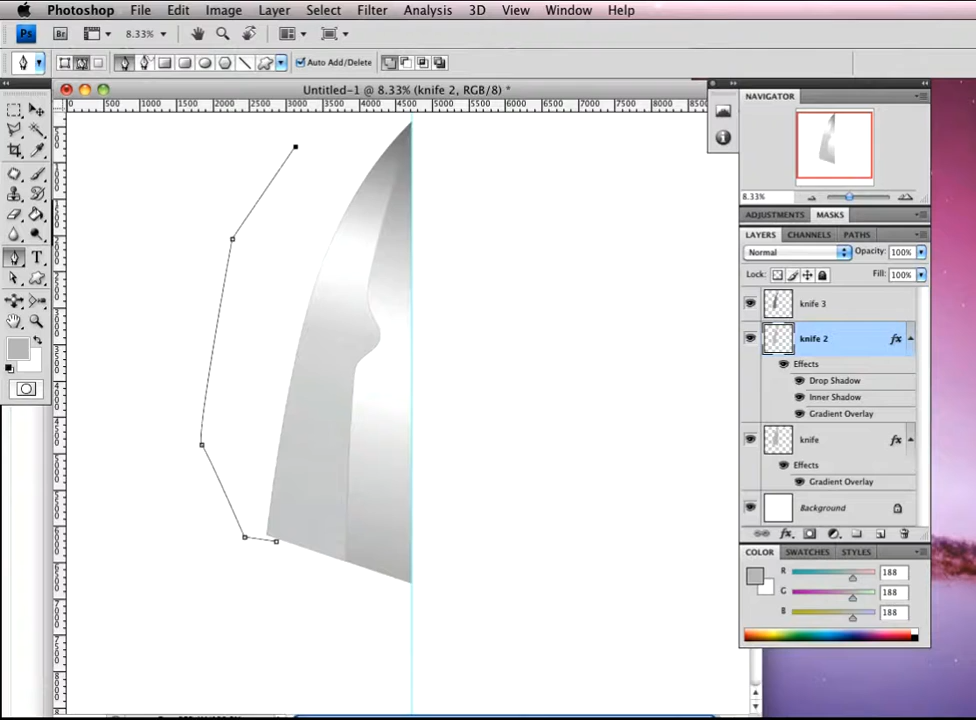 Photoshop File Edit Image Layer Select Filter Analysis 3D View Window Help
Ps Br 8.33%
Auto Add/Delete
Untitled-1 @ 8.33% (knife 2, RGB/8) *
0 500 1000 1500 2000 2500 3000 3500 4000 4500 5000 5500 6000 6500 7000 7500 8000 8500
NAVIGATOR
8.33%
ADJUSTMENTS MASKS
LAYERS CHANNELS PATHS
Normal Opacity: 100%
Lock: Fill: 100%
knife 3
knife 2 fx
Effects
Drop Shadow
Inner Shadow
Gradient Overlay
knife fx
Effects
Gradient Overlay
Background
fx
COLOR SWATCHES STYLES
R 188
G 188
B 188
T